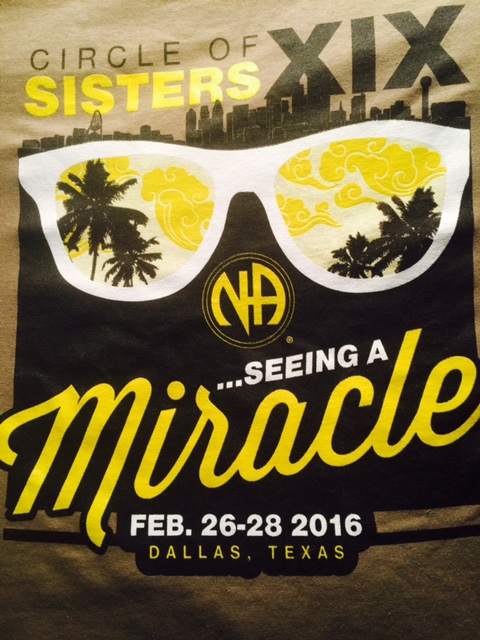 CIRCLE OF
SISTERS XIX
NA ®
...SEEING A
Miracle
FEB. 26-28 2016
DALLAS, TEXAS